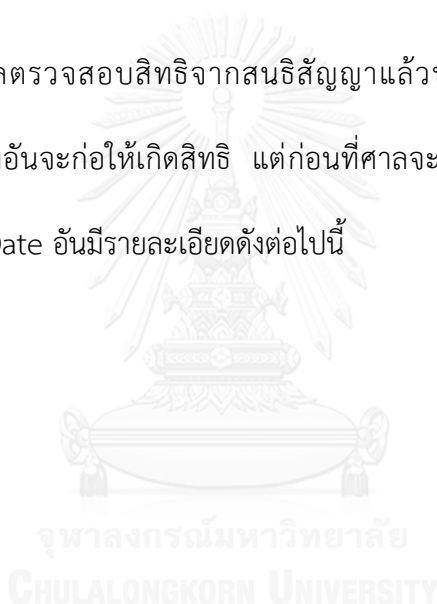 ลตรวจสอบสิทธิจากสนธิสัญญาแล้ว
อันจะก่อให้เกิดสิทธิ แต่ก่อนที่ศาลจะ
ate อันมีรายละเอียดดังต่อไปนี้
จุฬาลงกรณ์มหาวิทยาลัย
CHULALONGKORN UNIVERSITY